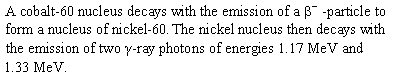 A cobalt-60 nucleus decays with the emission of a β⁻ -particle to
form a nucleus of nickel-60. The nickel nucleus then decays with
the emission of two γ-ray photons of energies 1.17 MeV and
1.33 MeV.